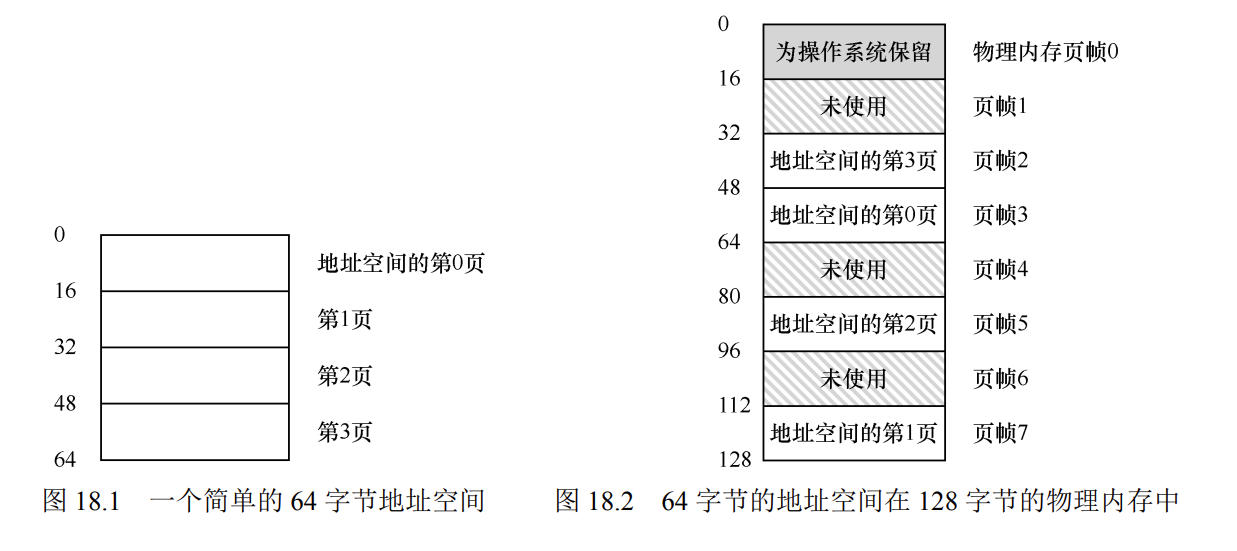 0
16
32
48
64
地址空间的第0页
第1页
第2页
第3页
图 18.1 一个简单的 64 字节地址空间
0
为操作系统保留 物理内存页帧0
16
未使用 页帧1
32
地址空间的第3页 页帧2
48
地址空间的第0页 页帧3
64
未使用 页帧4
80
地址空间的第2页 页帧5
96
未使用 页帧6
112
地址空间的第1页 页帧7
128
图 18.2 64 字节的地址空间在 128 字节的物理内存中